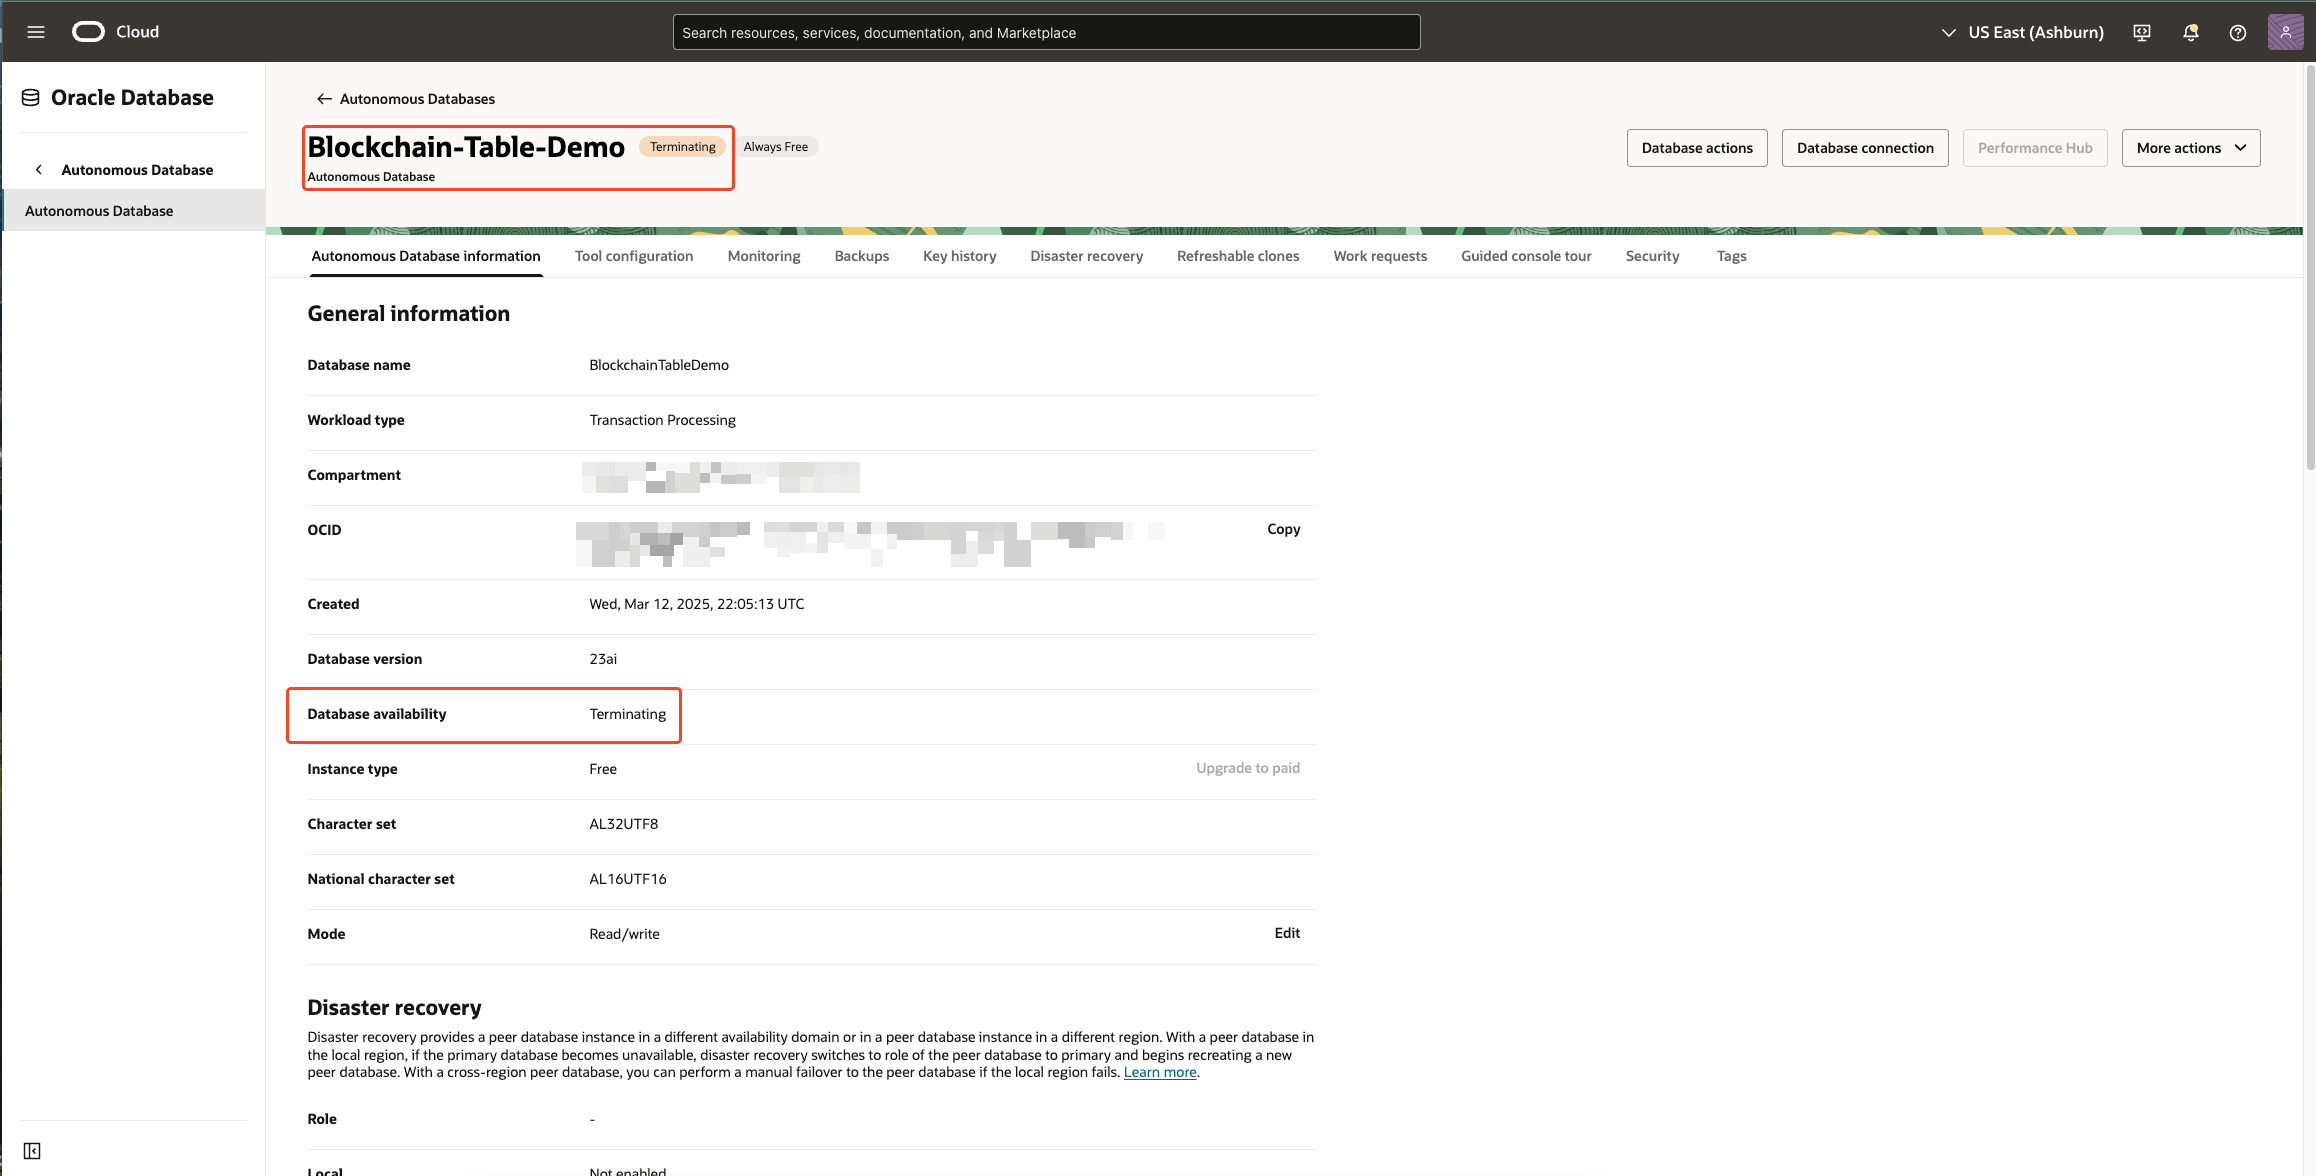 Cloud
Search resources, services, documentation, and Marketplace
US East (Ashburn)
Oracle Database
Autonomous Database
Autonomous Database
Autonomous Databases
Blockchain-Table-Demo Terminating Always Free
Autonomous Database
Database actions
Database connection
Performance Hub
More actions
Autonomous Database information
Tool configuration
Monitoring
Backups
Key history
Disaster recovery
Refreshable clones
Work requests
Guided console tour
Security
Tags
General information
Database name BlockchainTableDemo
Workload type Transaction Processing
Compartment
OCID Copy
Created Wed, Mar 12, 2025, 22:05:13 UTC
Database version 23ai
Database availability Terminating
Instance type Free Upgrade to paid
Character set AL32UTF8
National character set AL16UTF16
Mode Read/write Edit
Disaster recovery
Disaster recovery provides a peer database instance in a different availability domain or in a peer database instance in a different region. With a peer database in
the local region, if the primary database becomes unavailable, disaster recovery switches to role of the peer database to primary and begins recreating a new
peer database. With a cross-region peer database, you can perform a manual failover to the peer database if the local region fails. Learn more.
Role -
Local Not enabled